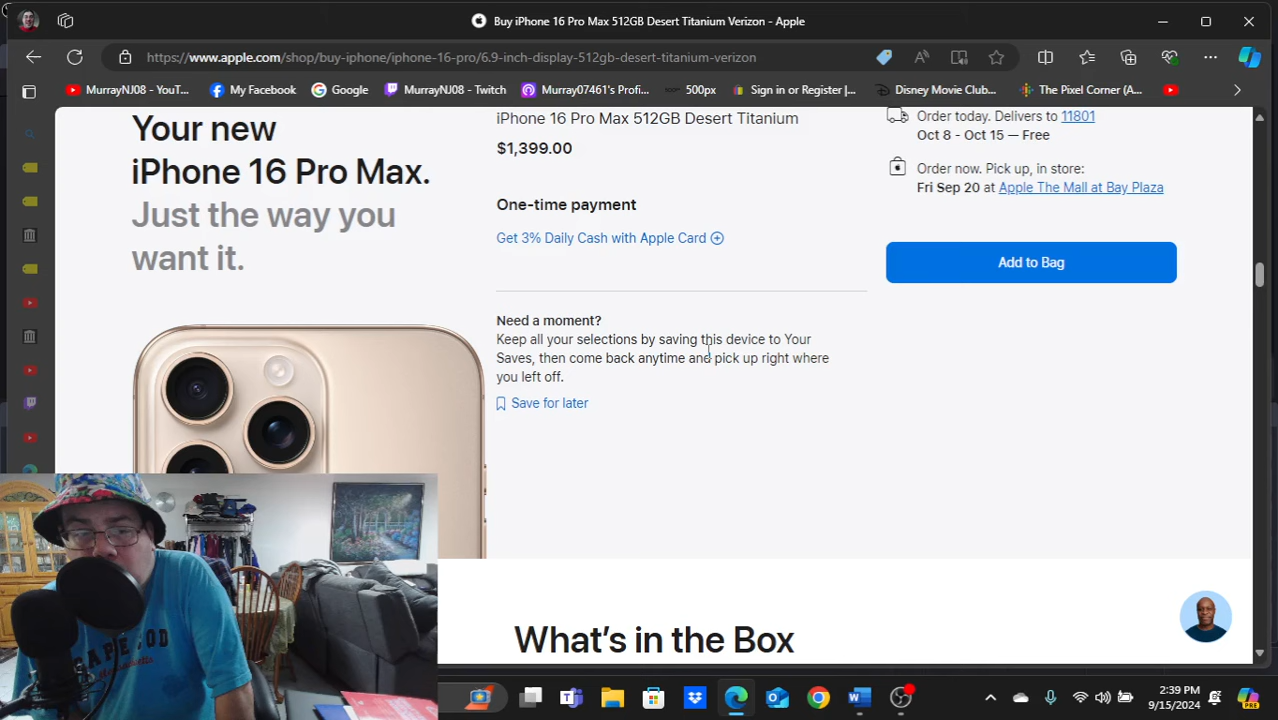 Buy iPhone 16 Pro Max 512GB Desert Titanium Verizon - Apple
https://www.apple.com/shop/buy-iphone/iphone-16-pro/6.9-inch-display-512gb-desert-titanium-verizon
MurrayNJ08 - YouT...
My Facebook
Google
MurrayNJ08 - Twitch
Murray07461's Profi...
500px
Sign in or Register |...
Disney Movie Club...
The Pixel Corner (A...
Your new
iPhone 16 Pro Max.
Just the way you
want it.
iPhone 16 Pro Max 512GB Desert Titanium
$1,399.00
One-time payment
Get 3% Daily Cash with Apple Card
Need a moment?
Keep all your selections by saving this device to Your
Saves, then come back anytime and pick up right where
you left off.
Save for later
Order today. Delivers to 11801
Oct 8 - Oct 15 — Free
Order now. Pick up, in store:
Fri Sep 20 at Apple The Mall at Bay Plaza
Add to Bag
What's in the Box
2:39 PM
9/15/2024
PRE